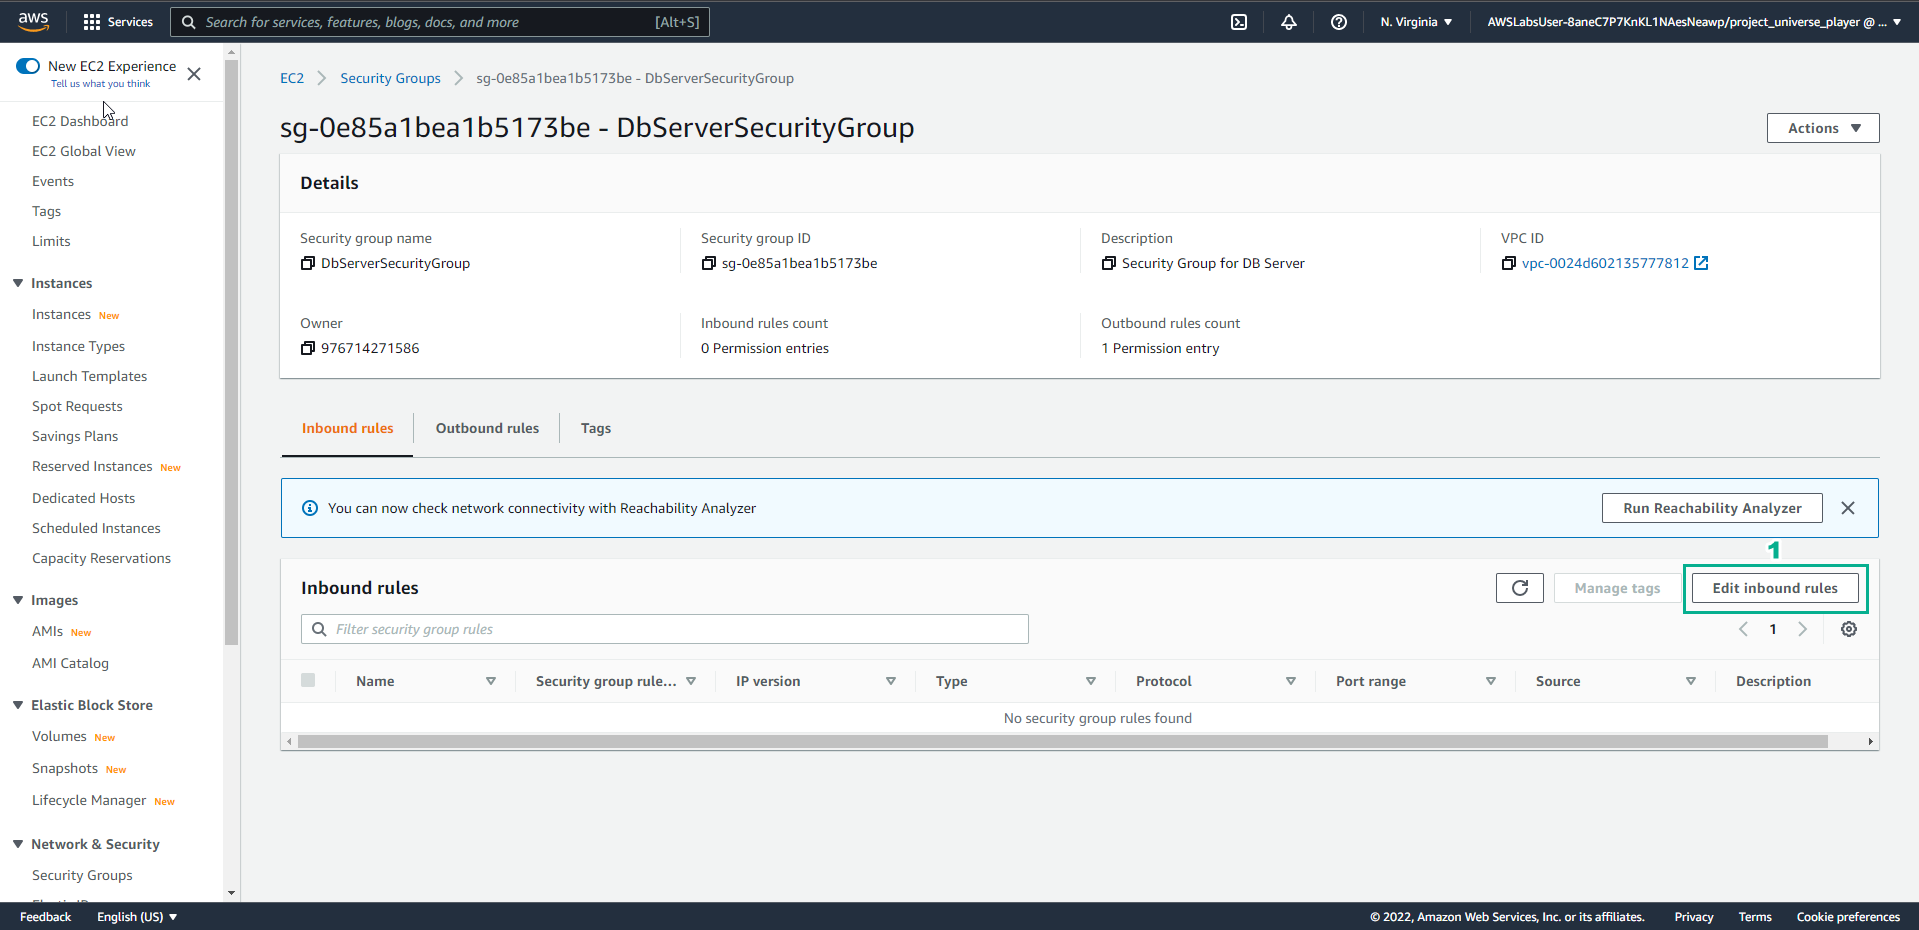 aws Services Search for services, features, blogs, docs, and more [Alt+S] N. Virginia ▼ AWSLabsUser-8aneC7P7KnKL1NAesNeawp/project_universe_player @ ... ▼
New EC2 Experience
Tell us what you think
EC2 Dashboard
EC2 Global View
Events
Tags
Limits
Instances
Instances New
Instance Types
Launch Templates
Spot Requests
Savings Plans
Reserved Instances New
Dedicated Hosts
Scheduled Instances
Capacity Reservations
Images
AMIs New
AMI Catalog
Elastic Block Store
Volumes New
Snapshots New
Lifecycle Manager New
Network & Security
Security Groups
EC2 > Security Groups > sg-0e85a1bea1b5173be - DbServerSecurityGroup
sg-0e85a1bea1b5173be - DbServerSecurityGroup
Actions ▼
Details
Security group name
DbServerSecurityGroup
Security group ID
sg-0e85a1bea1b5173be
Description
Security Group for DB Server
VPC ID
vpc-0024d602135777812
Owner
976714271586
Inbound rules count
0 Permission entries
Outbound rules count
1 Permission entry
Inbound rules Outbound rules Tags
You can now check network connectivity with Reachability Analyzer
Run Reachability Analyzer
1
Inbound rules
Manage tags Edit inbound rules
Filter security group rules
1
Name Security group rule... IP version Type Protocol Port range Source Description
No security group rules found
Feedback English (US) ▼ © 2022, Amazon Web Services, Inc. or its affiliates. Privacy Terms Cookie preferences